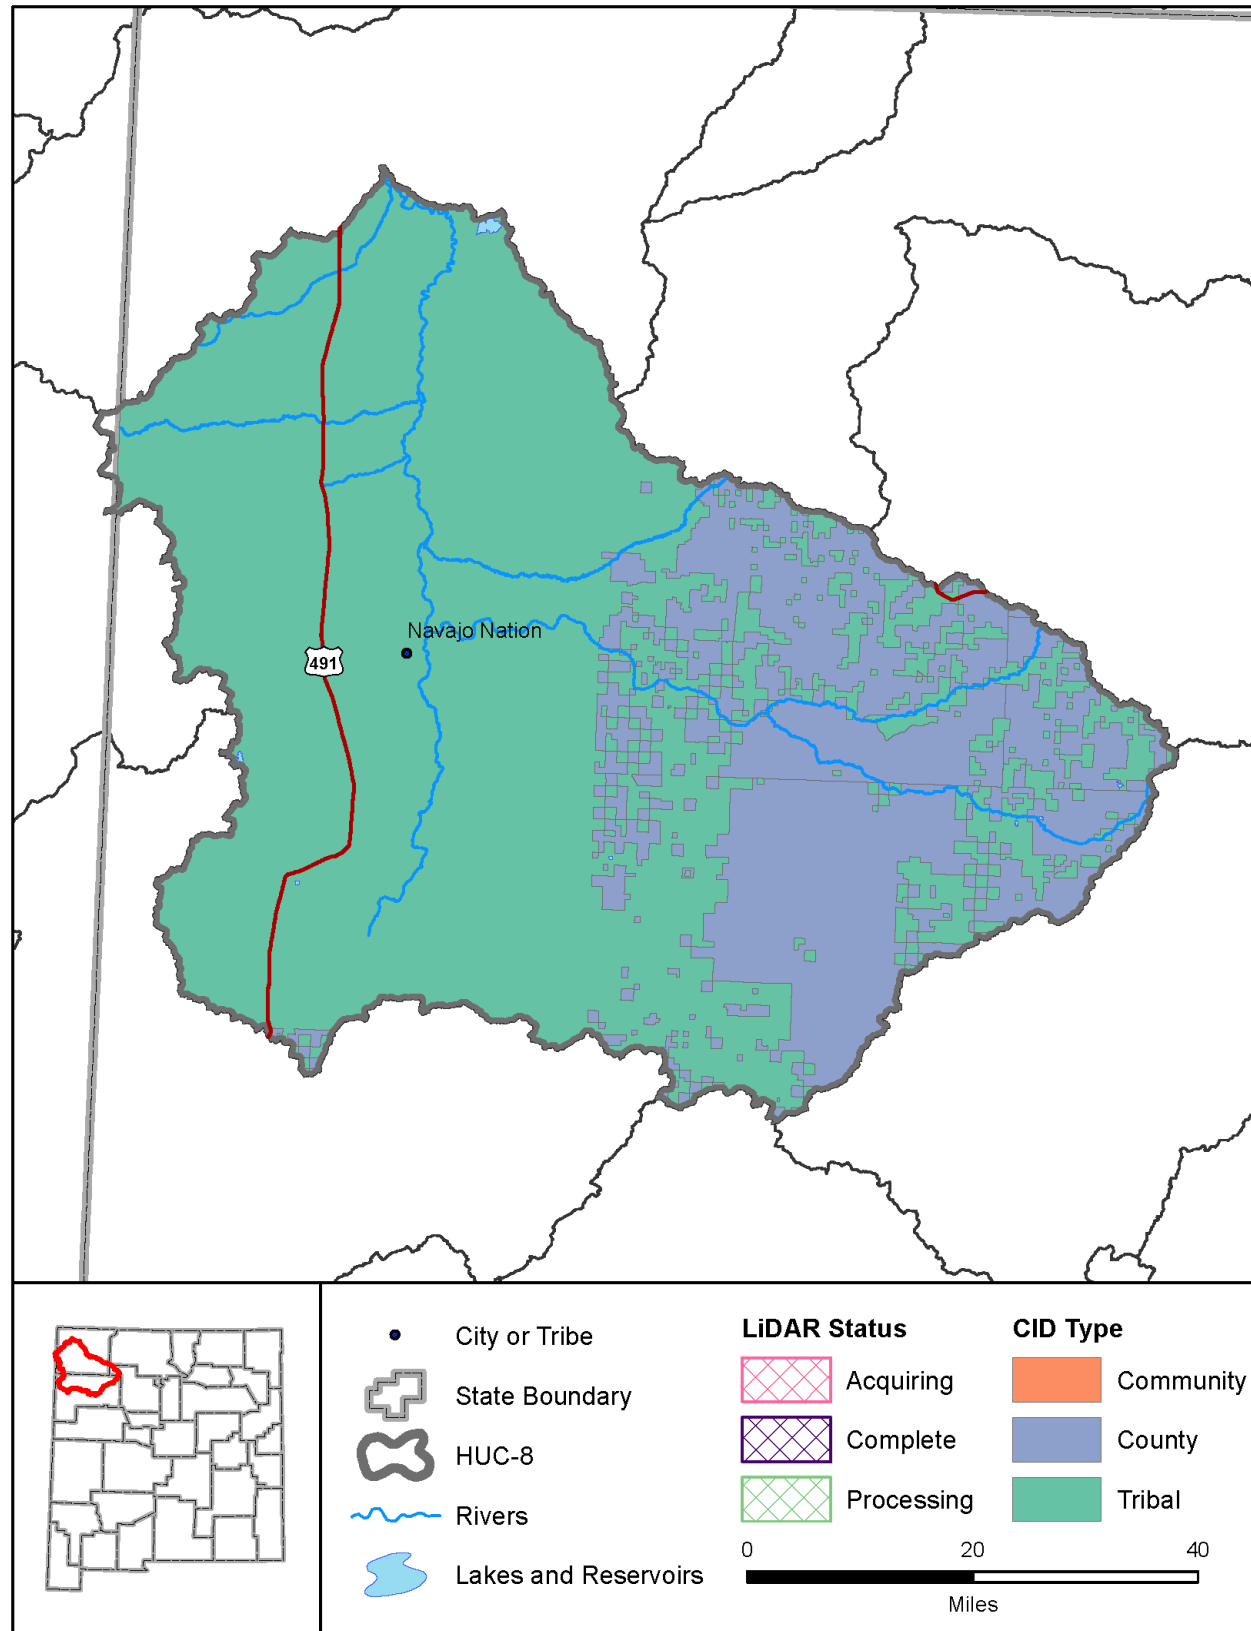 Navajo Nation
491
City or Tribe
State Boundary
HUC-8
Rivers
Lakes and Reservoirs
LiDAR Status
Acquiring
Complete
Processing
CID Type
Community
County
Tribal
0 20 40
Miles